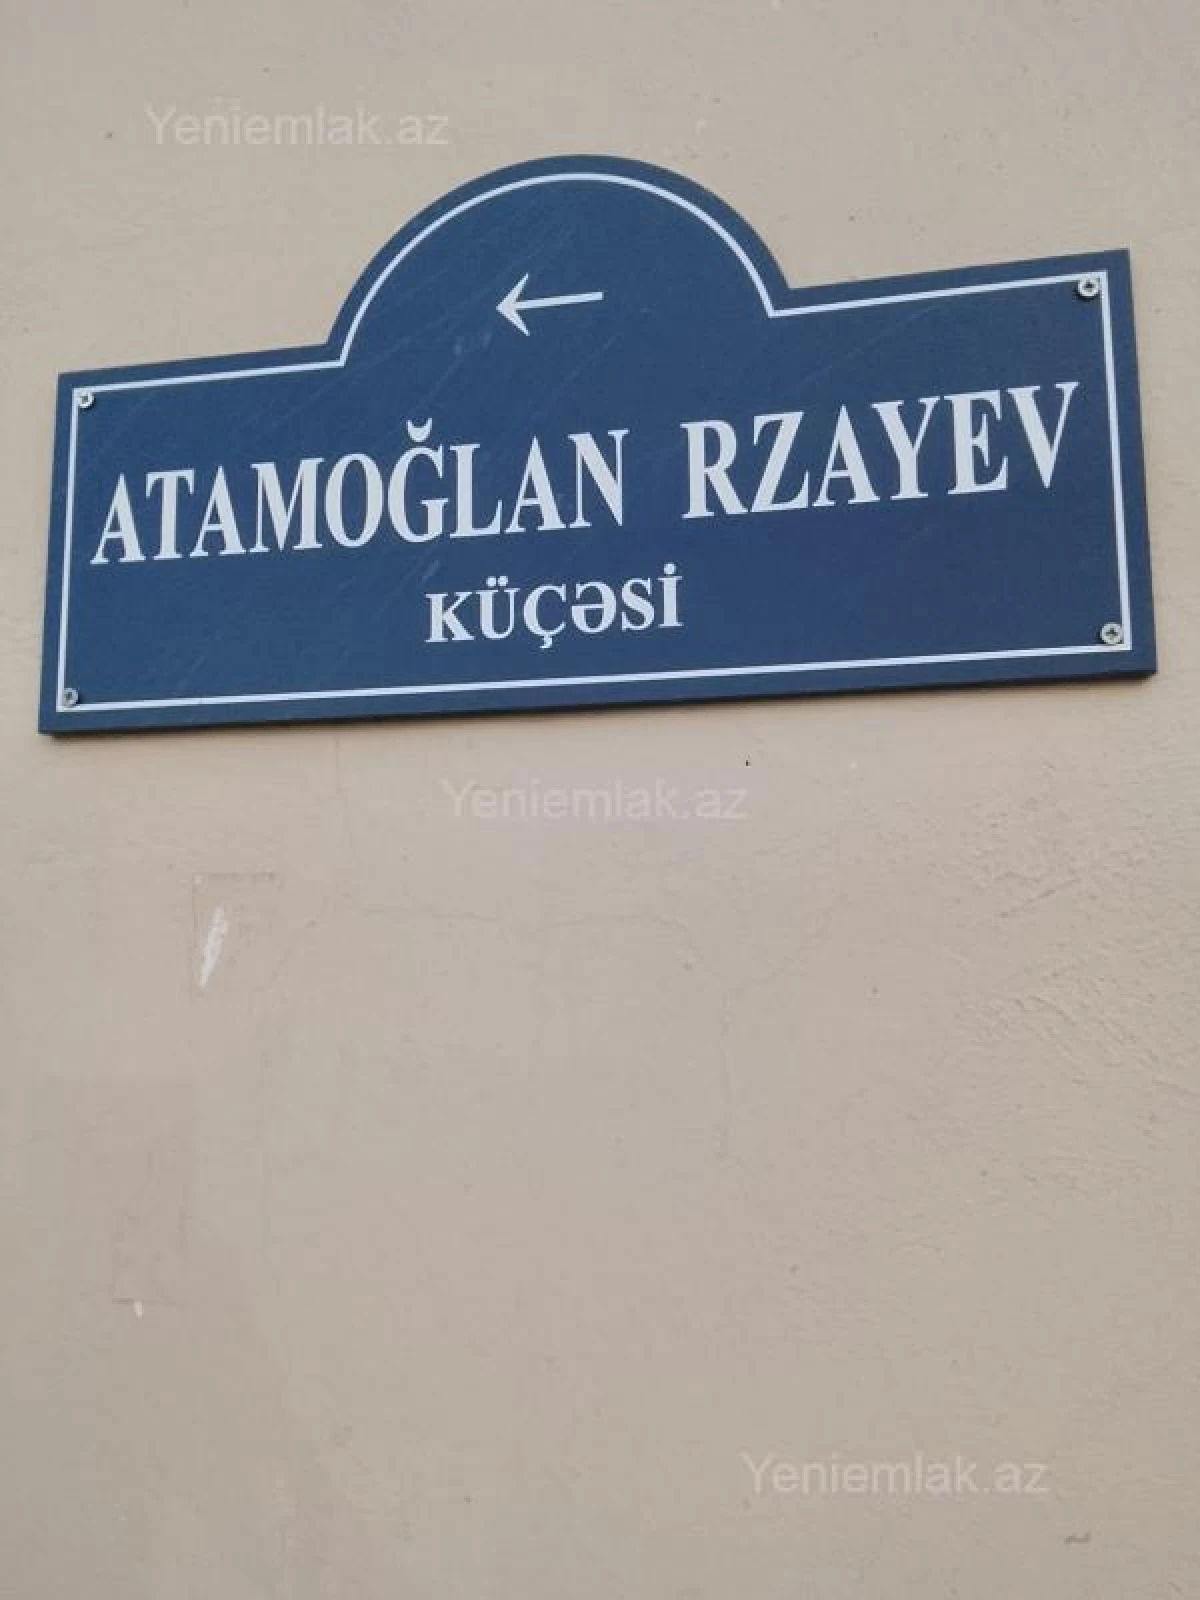 Yeniemlak.az
ATAMOĞLAN RZAYEV
KÜÇƏSİ
Yeniemlak.az
Yeniemlak.az